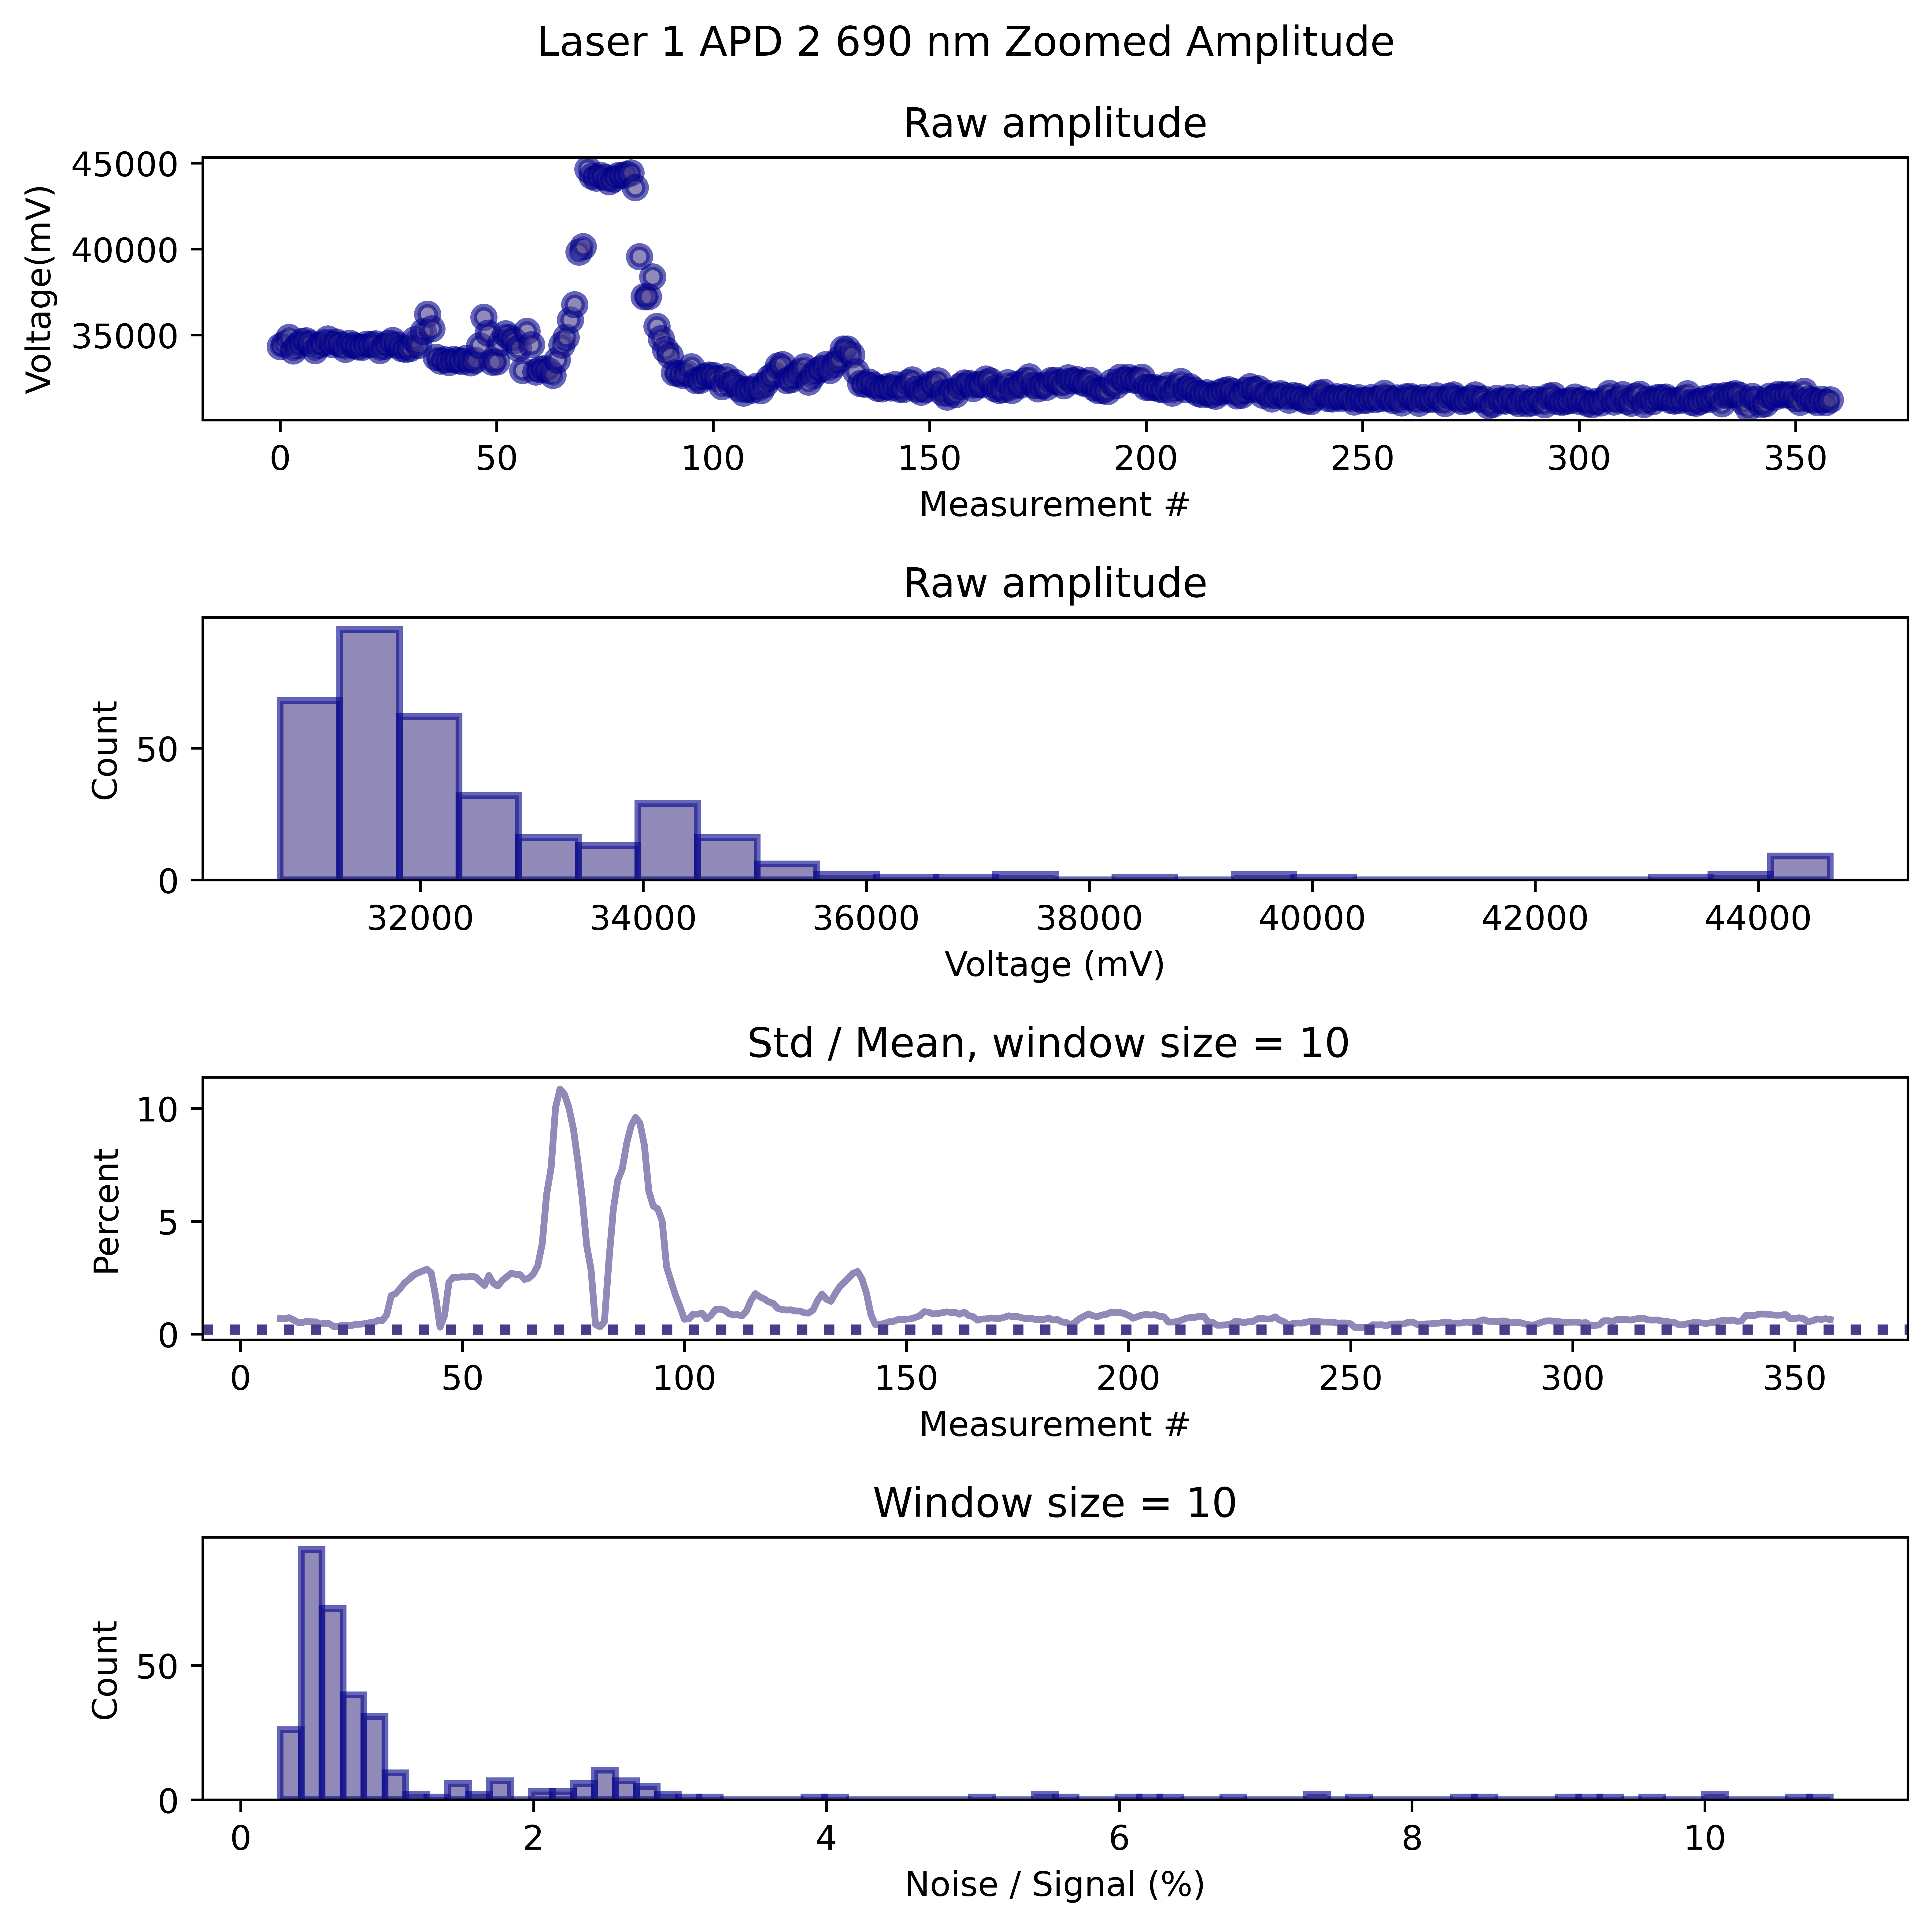 Laser 1 APD 2 690 nm Zoomed Amplitude
Raw amplitude
Voltage(mV)
45000
40000
35000
0 50 100 150 200 250 300 350
Measurement #
Raw amplitude
Count
50
0
32000 34000 36000 38000 40000 42000 44000
Voltage (mV)
Std / Mean, window size = 10
Percent
10
5
0
0 50 100 150 200 250 300 350
Measurement #
Window size = 10
Count
50
0
0 2 4 6 8 10
Noise / Signal (%)